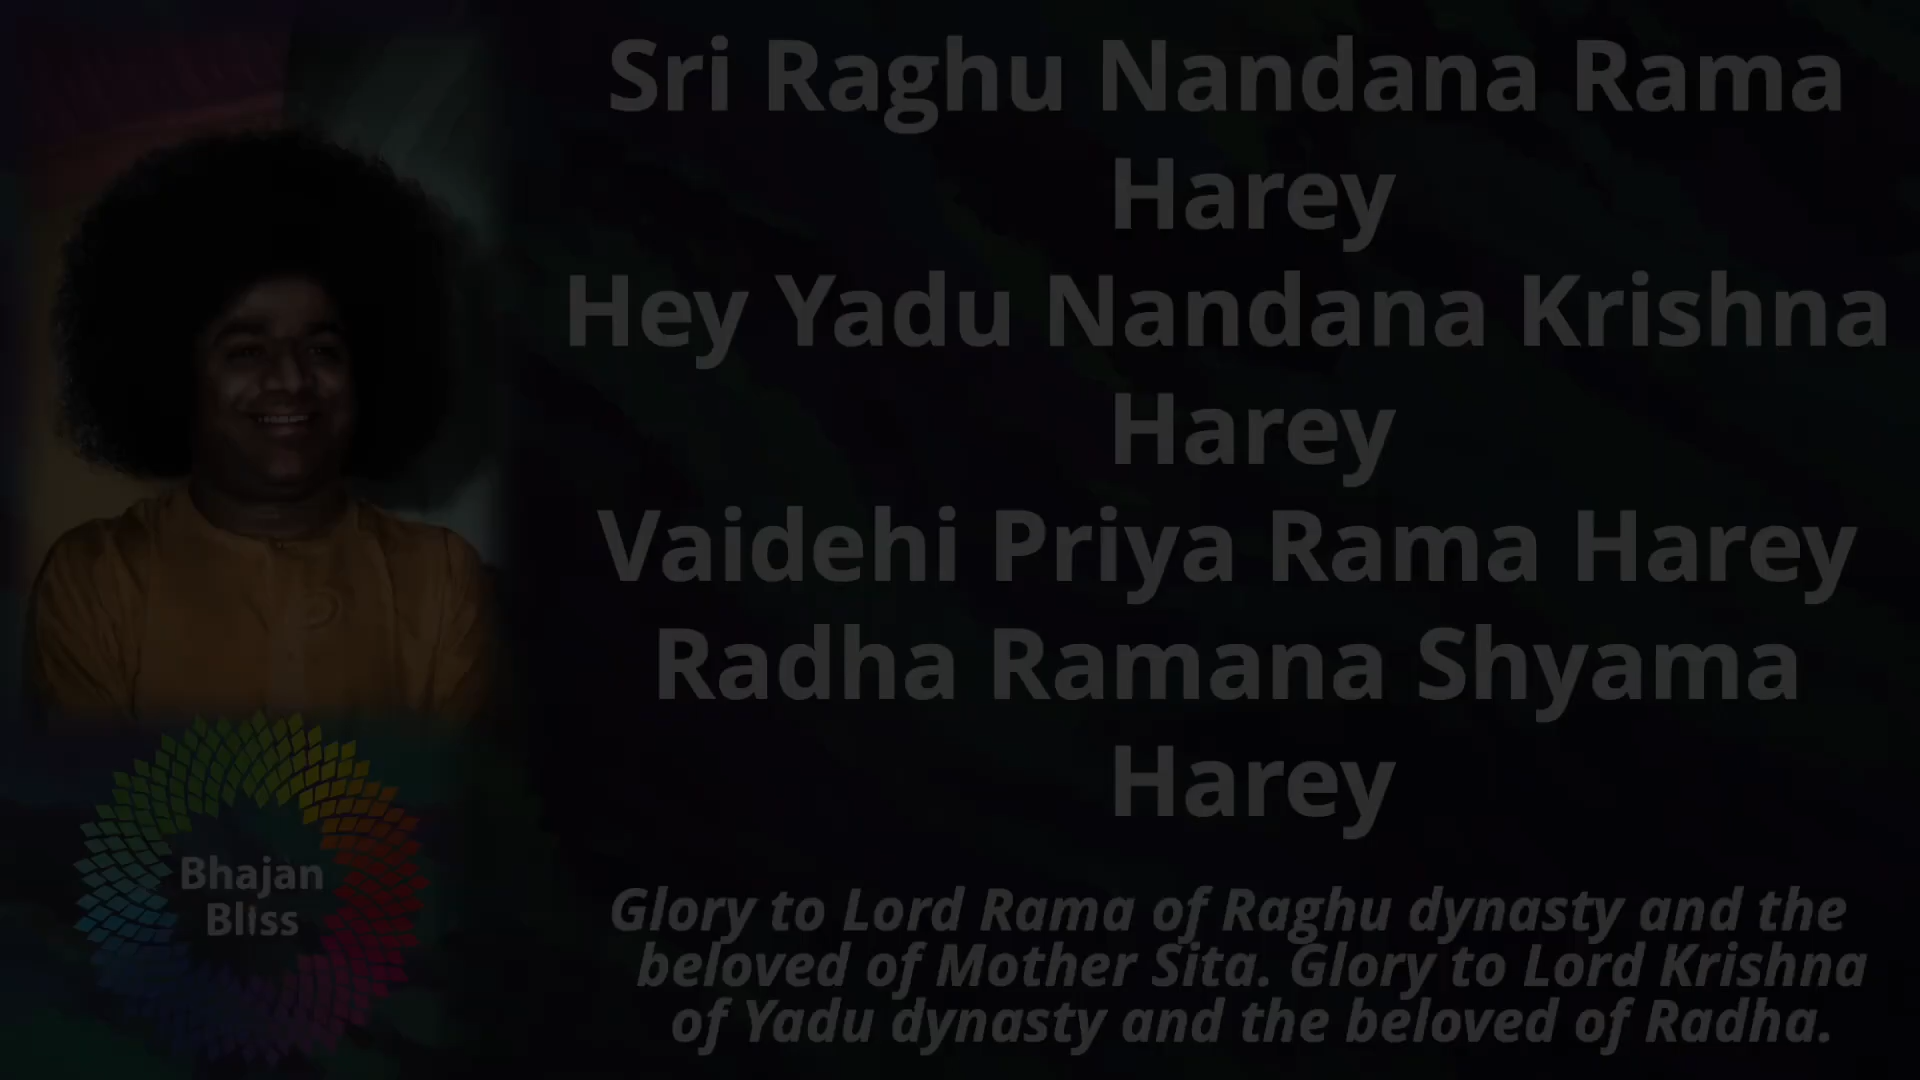 Sri Raghu Nandana Rama
Harey
Hey Yadu Nandana Krishna
Harey
Vaidehi Priya Rama Harey
Radha Ramana Shyama
Harey
Glory to Lord Rama of Raghu dynasty and the
beloved of Mother Sita. Glory to Lord Krishna
of Yadu dynasty and the beloved of Radha.
Bhajan
Bliss